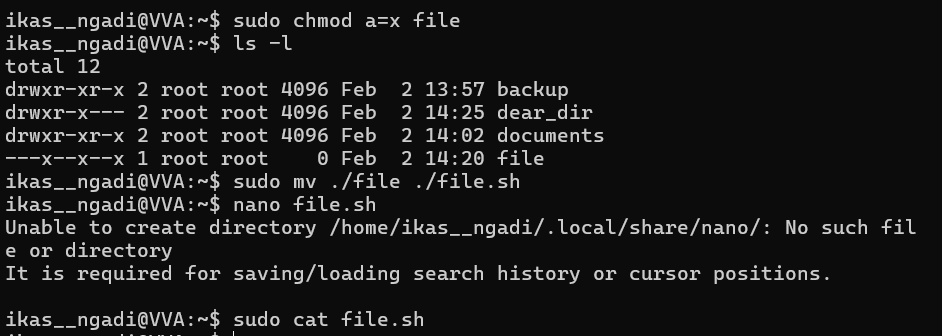 ikas__ngadi@VVA:~$ sudo chmod a=x file
ikas__ngadi@VVA:~$ ls -l
total 12
drwxr-xr-x 2 root root 4096 Feb  2 13:57 backup
drwxr-x--- 2 root root 4096 Feb  2 14:25 dear_dir
drwxr-xr-x 2 root root 4096 Feb  2 14:02 documents
---x--x--x 1 root root    0 Feb  2 14:20 file
ikas__ngadi@VVA:~$ sudo mv ./file ./file.sh
ikas__ngadi@VVA:~$ nano file.sh
Unable to create directory /home/ikas__ngadi/.local/share/nano/: No such fil
e or directory
It is required for saving/loading search history or cursor positions.

ikas__ngadi@VVA:~$ sudo cat file.sh
ikas__ngadi@VVA:~$